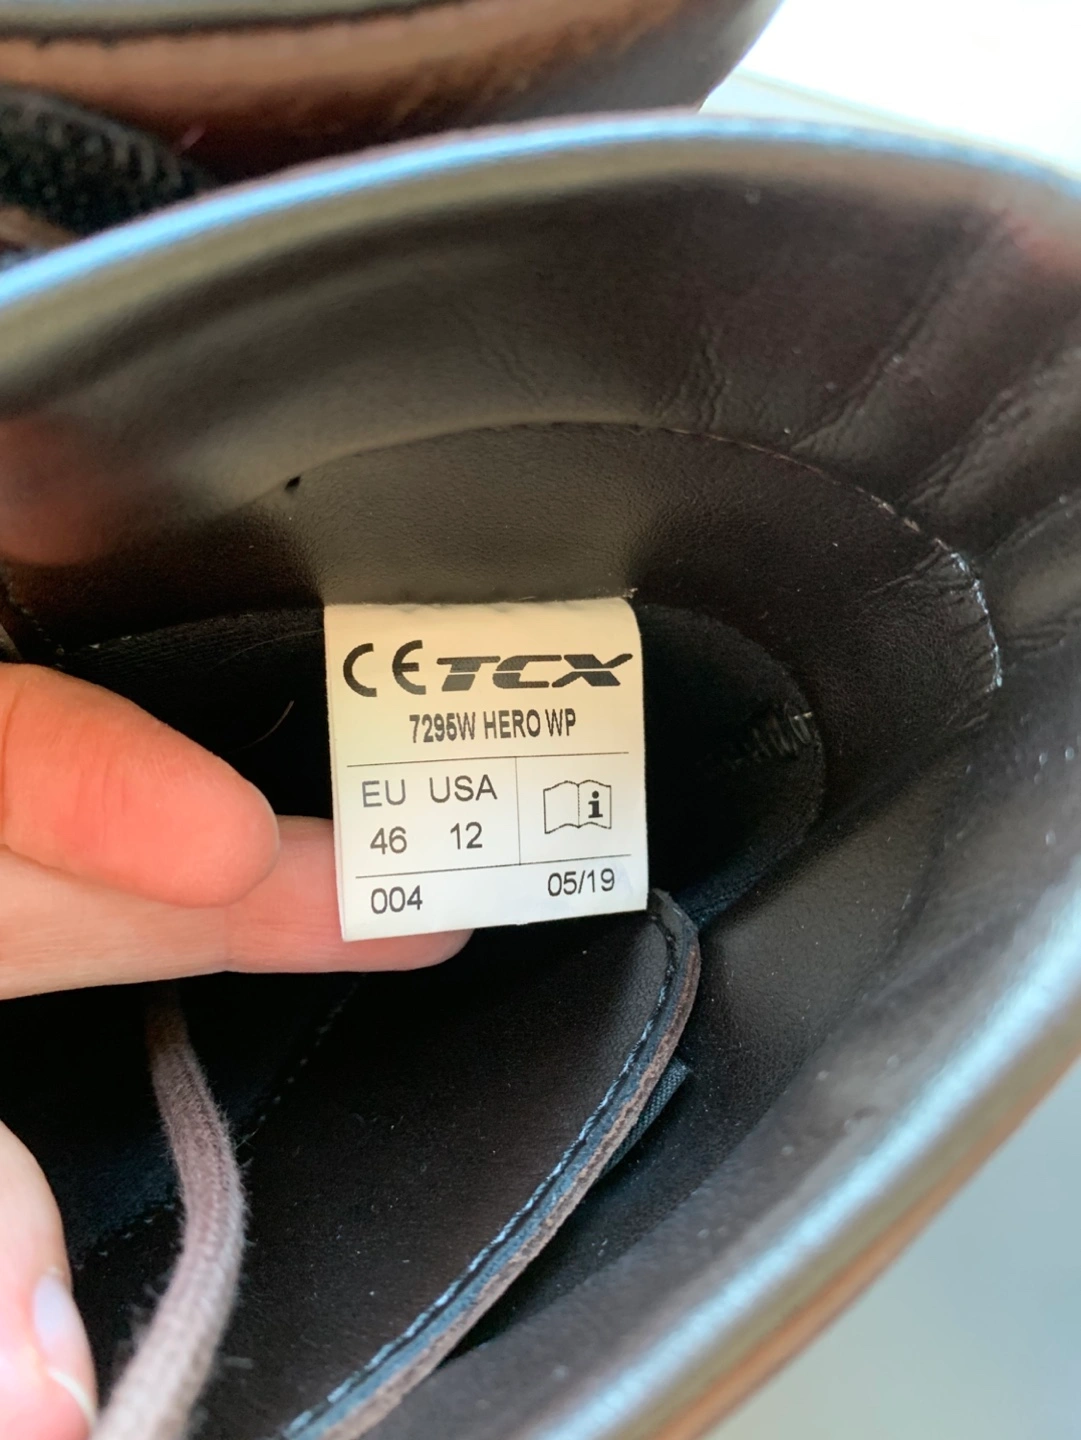 CE TCX
7295W HERO WP
EU USA
46 12
i
004 05/19